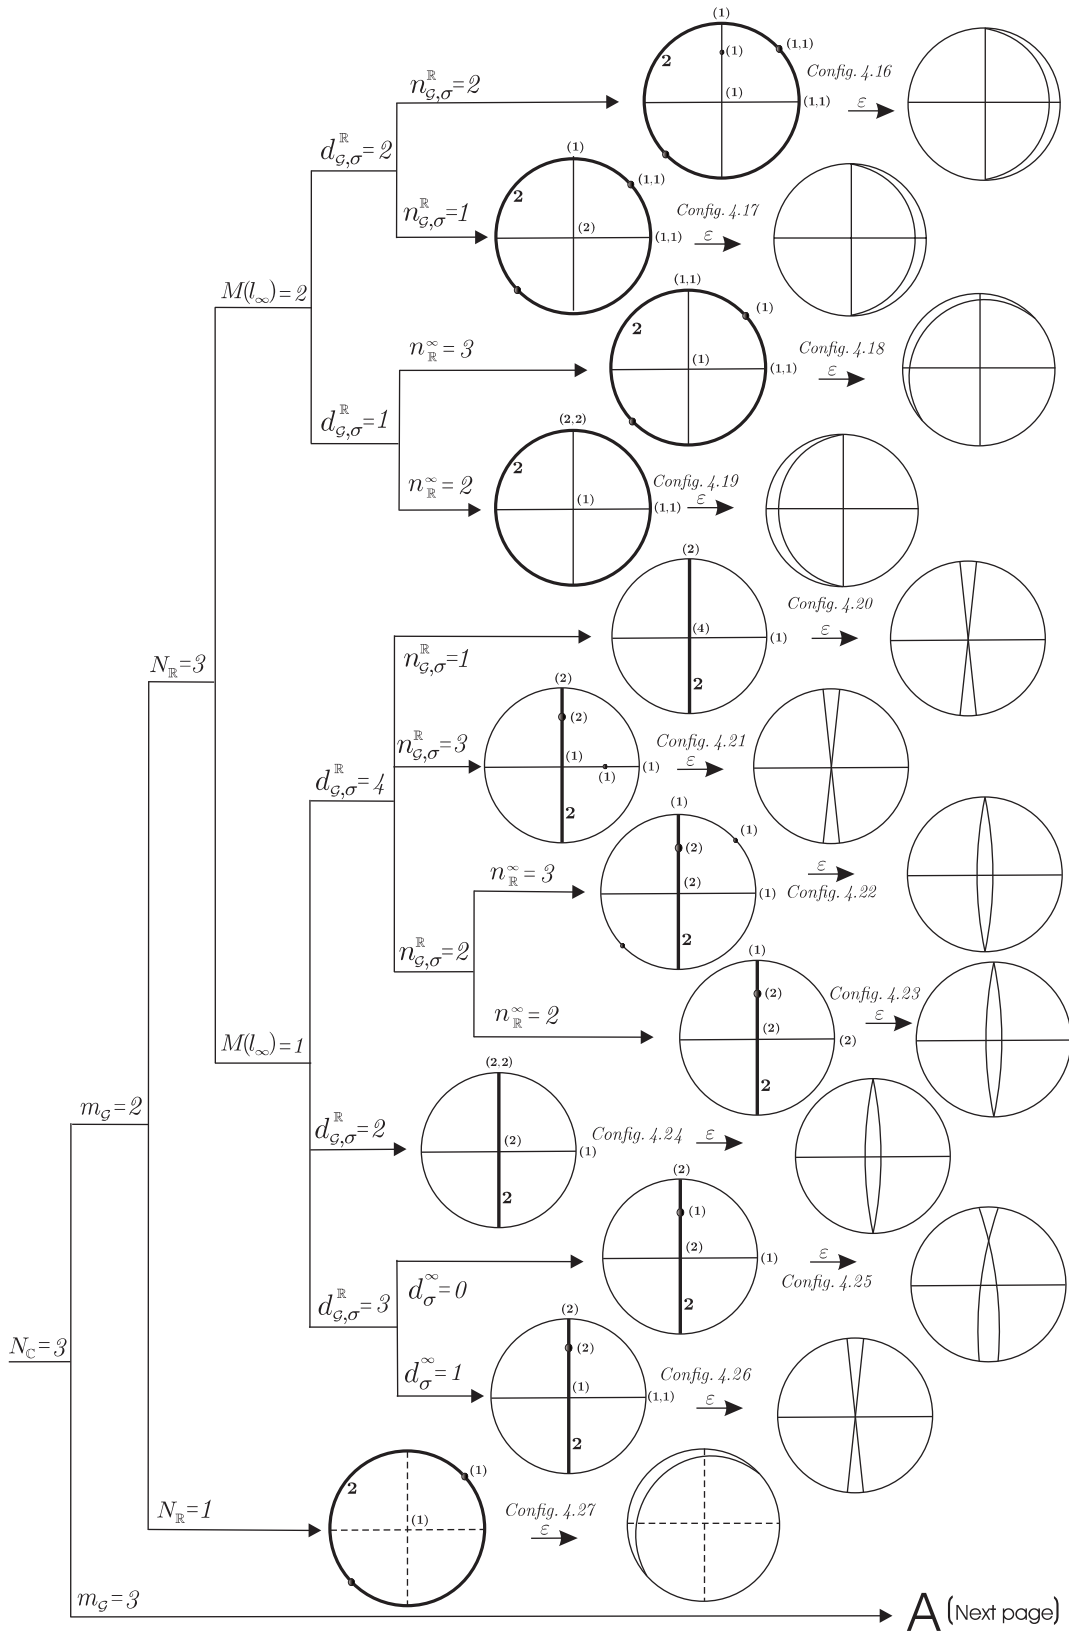 (1)
2
(1)
(1,1)
n^ℝ_{𝒢,σ}=2
(1)
(1,1)
Config. 4.16
ε
d^ℝ_{𝒢,σ}=2
(1)
2
(1,1)
n^ℝ_{𝒢,σ}=1
(2)
(1,1)
Config. 4.17
ε
M(l_∞)=2
(1,1)
2
(1)
n^∞_ℝ=3
(1)
(1,1)
Config. 4.18
ε
d^ℝ_{𝒢,σ}=1
(2,2)
2
n^∞_ℝ=2
(1)
(1,1)
Config. 4.19
ε
(2)
(4)
(1)
2
Config. 4.20
ε
N_ℝ=3
n^ℝ_{𝒢,σ}=1
(2)
(2)
n^ℝ_{𝒢,σ}=3
(1)
(1)
(1)
2
Config. 4.21
ε
d^ℝ_{𝒢,σ}=4
(1)
(1)
(2)
n^∞_ℝ=3
(2)
(1)
2
ε
Config. 4.22
n^ℝ_{𝒢,σ}=2
(1)
(2)
n^∞_ℝ=2
(2)
(2)
2
Config. 4.23
ε
M(l_∞)=1
m_𝒢=2
(2,2)
d^ℝ_{𝒢,σ}=2
(2)
(1)
2
Config. 4.24
ε
(2)
(1)
(2)
(1)
2
ε
Config. 4.25
d^∞_σ=0
d^ℝ_{𝒢,σ}=3
N_ℂ=3
(2)
(2)
d^∞_σ=1
(1)
(1,1)
2
Config. 4.26
ε
2
(1)
N_ℝ=1
(1)
Config. 4.27
ε
m_𝒢=3
A (Next page)